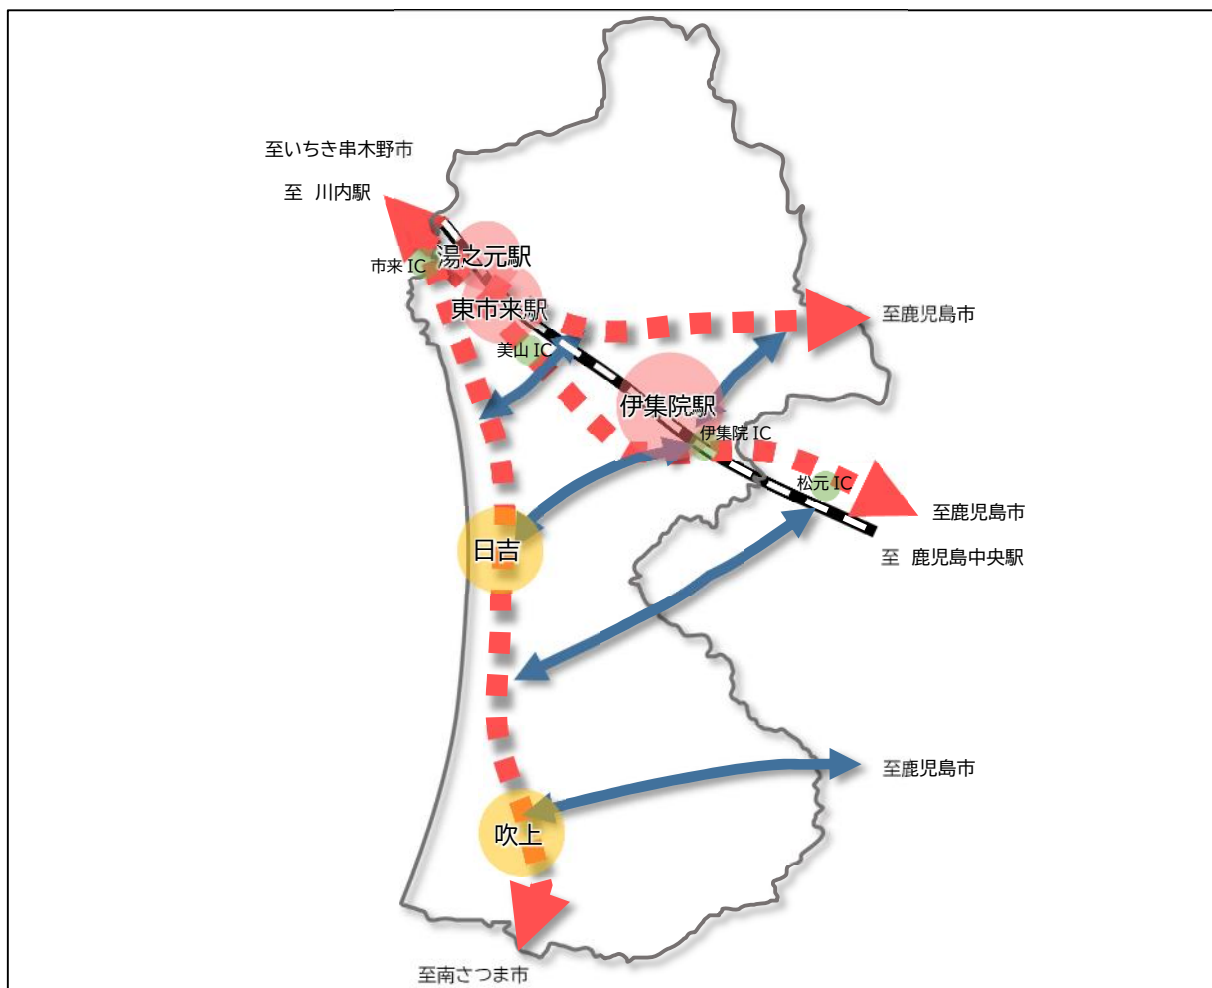 至いちき串木野市
至 川内駅
湯之元駅
市来 IC
東市来駅
至鹿児島市
美山 IC
伊集院駅
伊集院 IC
松元 IC
至鹿児島市
日吉
至 鹿児島中央駅
至鹿児島市
吹上
至南さつま市